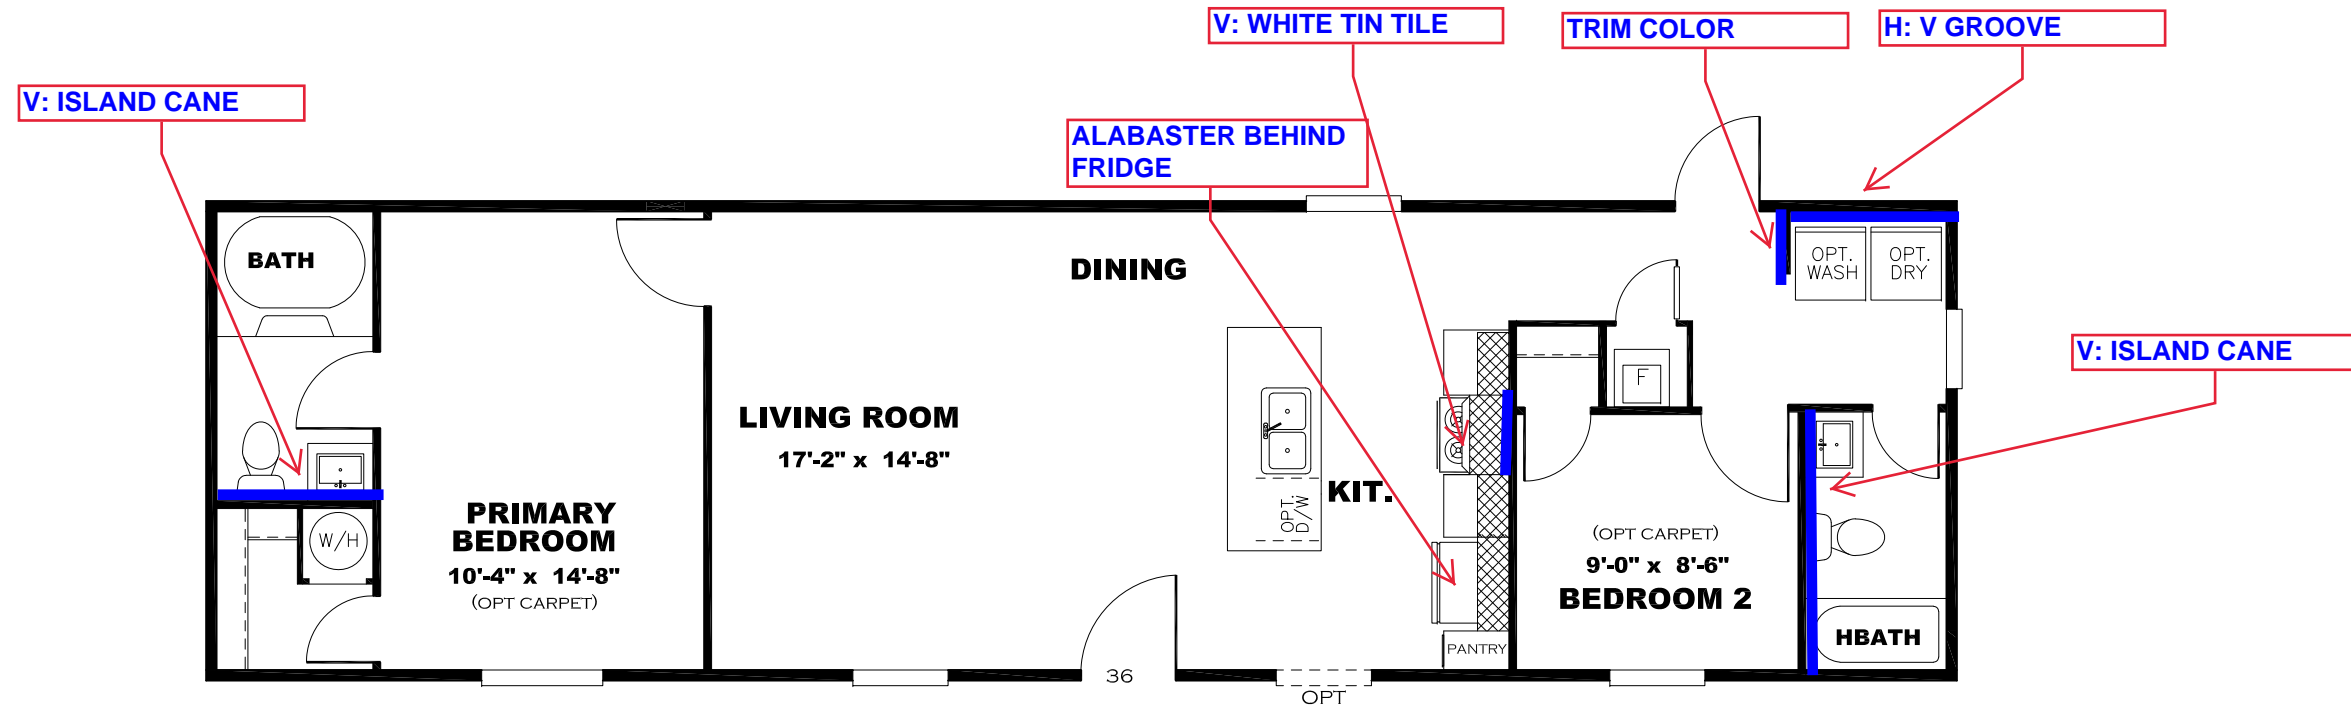 V: WHITE TIN TILE
TRIM COLOR
H: V GROOVE
V: ISLAND CANE
ALABASTER BEHIND
FRIDGE
BATH
DINING
OPT.
WASH
OPT.
DRY
V: ISLAND CANE
F
LIVING ROOM
17'-2" x 14'-8"
KIT.
OPT.
D/W
PRIMARY
BEDROOM
10'-4" x 14'-8"
(OPT CARPET)
W/H
(OPT CARPET)
9'-0" x 8'-6"
BEDROOM 2
HBATH
PANTRY
36
OPT